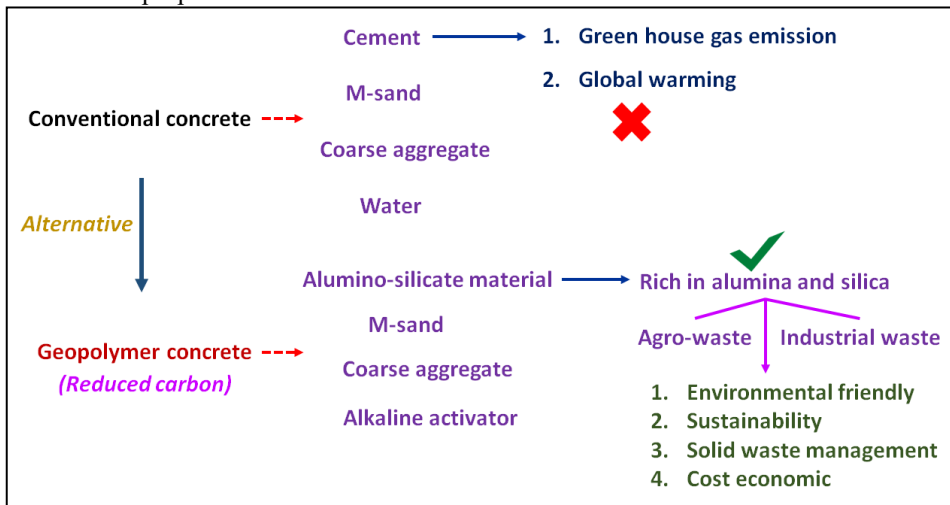 Cement
1. Green house gas emission
2. Global warming
M-sand
Conventional concrete
Coarse aggregate
Water
Alternative
Alumino-silicate material
Rich in alumina and silica
M-sand
Agro-waste
Industrial waste
Geopolymer concrete
(Reduced carbon)
Coarse aggregate
Alkaline activator
1. Environmental friendly
2. Sustainability
3. Solid waste management
4. Cost economic